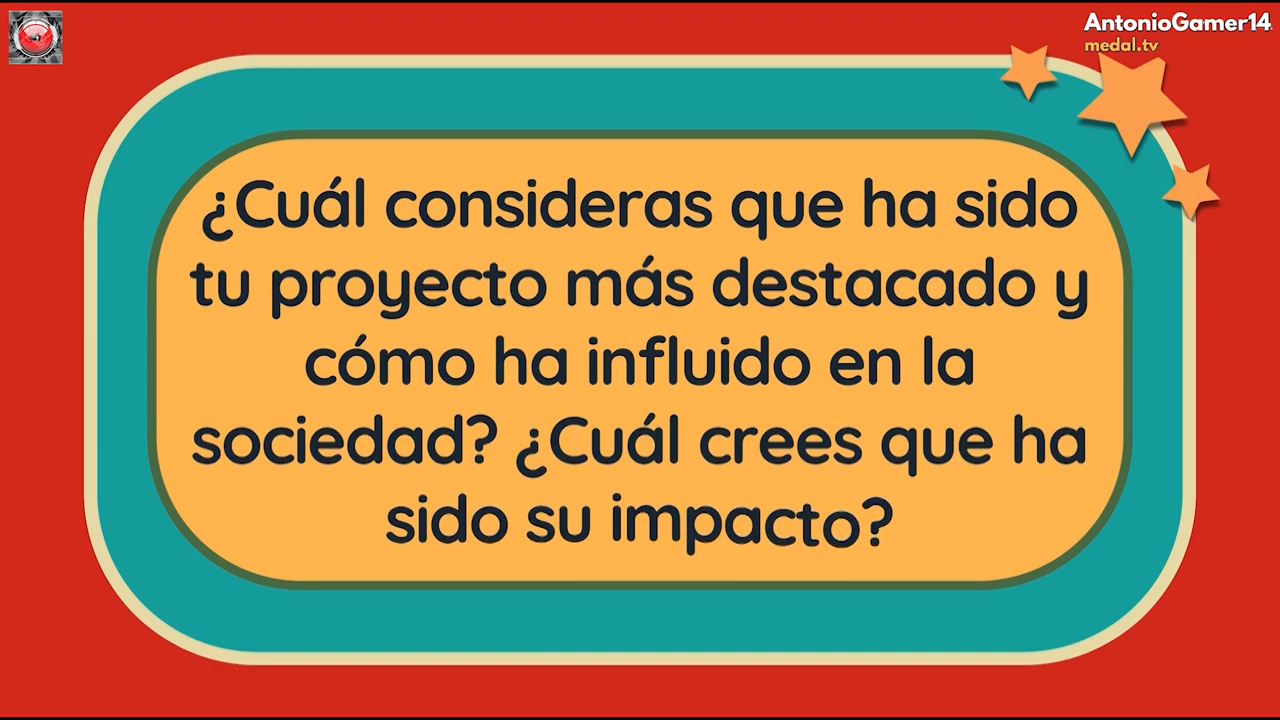 AntonioGamer14
medal.tv
¿Cuál consideras que ha sido
tu proyecto más destacado y
cómo ha influido en la
sociedad? ¿Cuál crees que ha
sido su impacto?